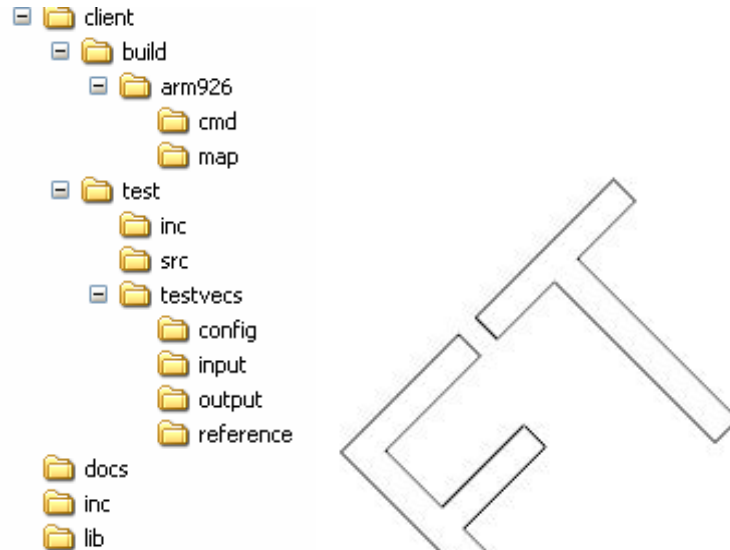 client
build
arm926
cmd
map
test
inc
src
testvecs
config
input
output
reference
docs
inc
lib